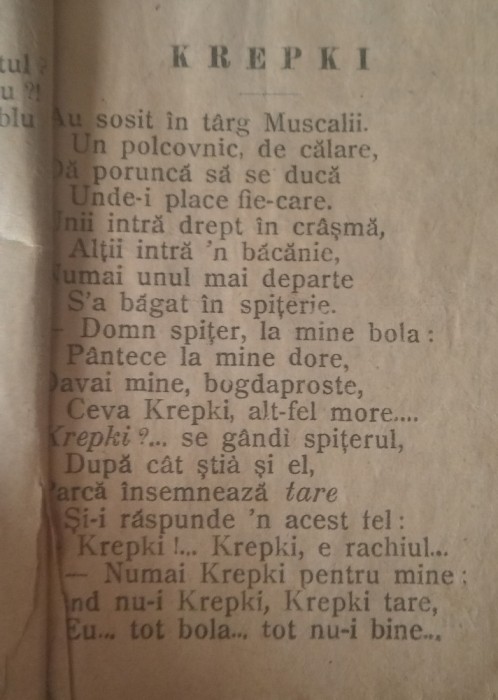 tul ?
u ?!
blu
KREPKI
Au sosit în târg Muscalii.
Un polcovnic, de călare,
Dă poruncă să se ducă
Unde-i place fie-care.
Unii intră drept în crâşmă,
Alţii intră 'n băcănie,
Numai unul mai departe
S'a băgat în spiţerie.
— Domn spiţer, la mine bola :
Pântece la mine dore,
Davai mine, bogdaproste,
Ceva Krepki, alt-fel more....
Krepki ?... se gândi spiţerul,
După cât ştià şi el,
Parcă însemnează tare
Şi-i răspunde 'n acest fel :
Krepki !... Krepki, e rachiul...
— Numai Krepki pentru mine ;
ând nu-i Krepki, Krepki tare,
Eu... tot bola... tot nu-i bine...